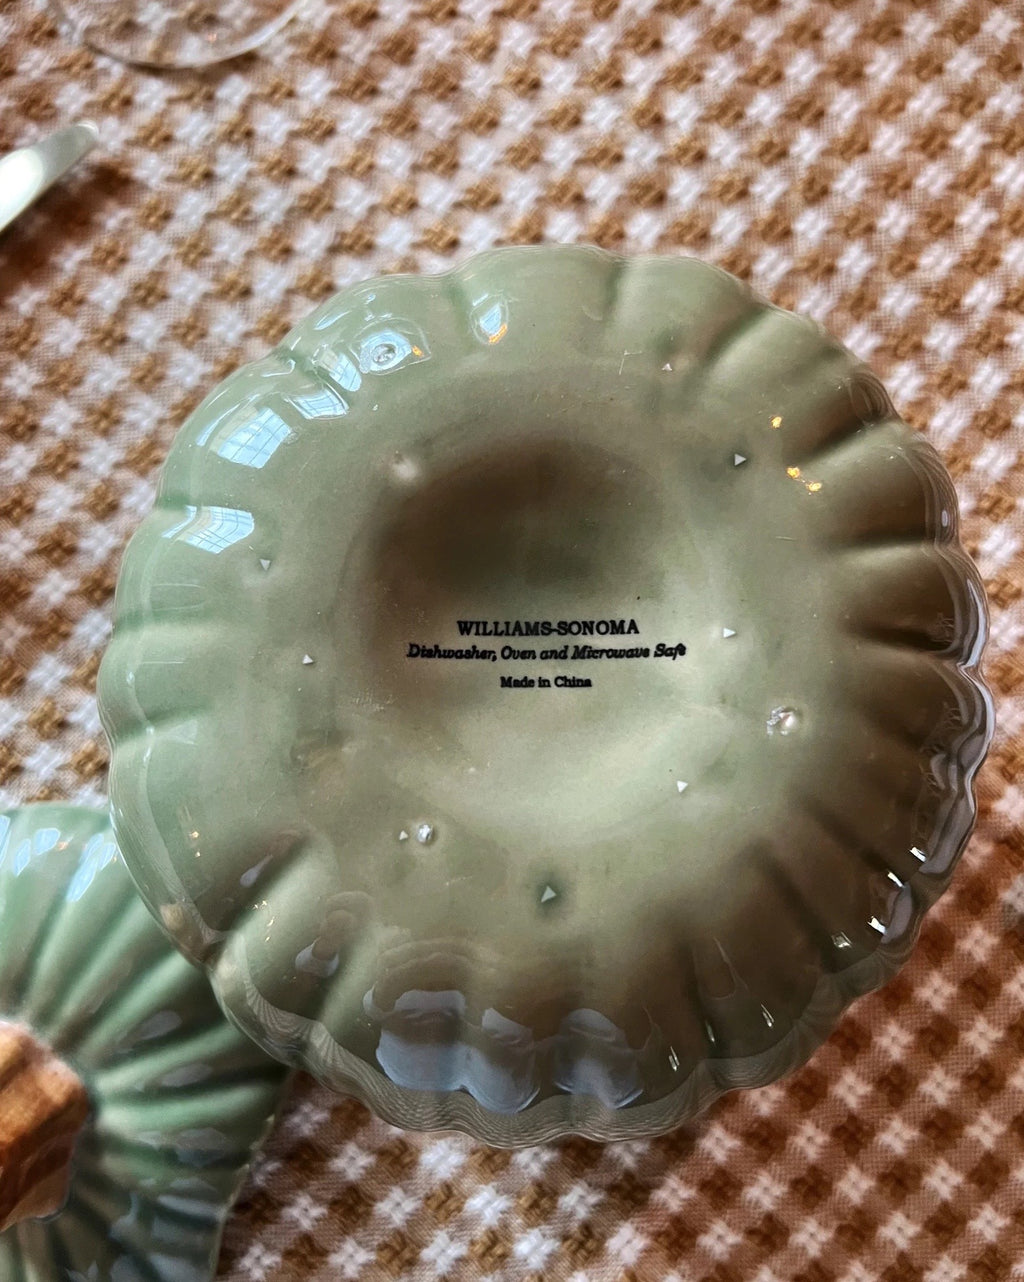 WILLIAMS-SONOMA
Dishwasher, Oven and Microwave Safe
Made in China